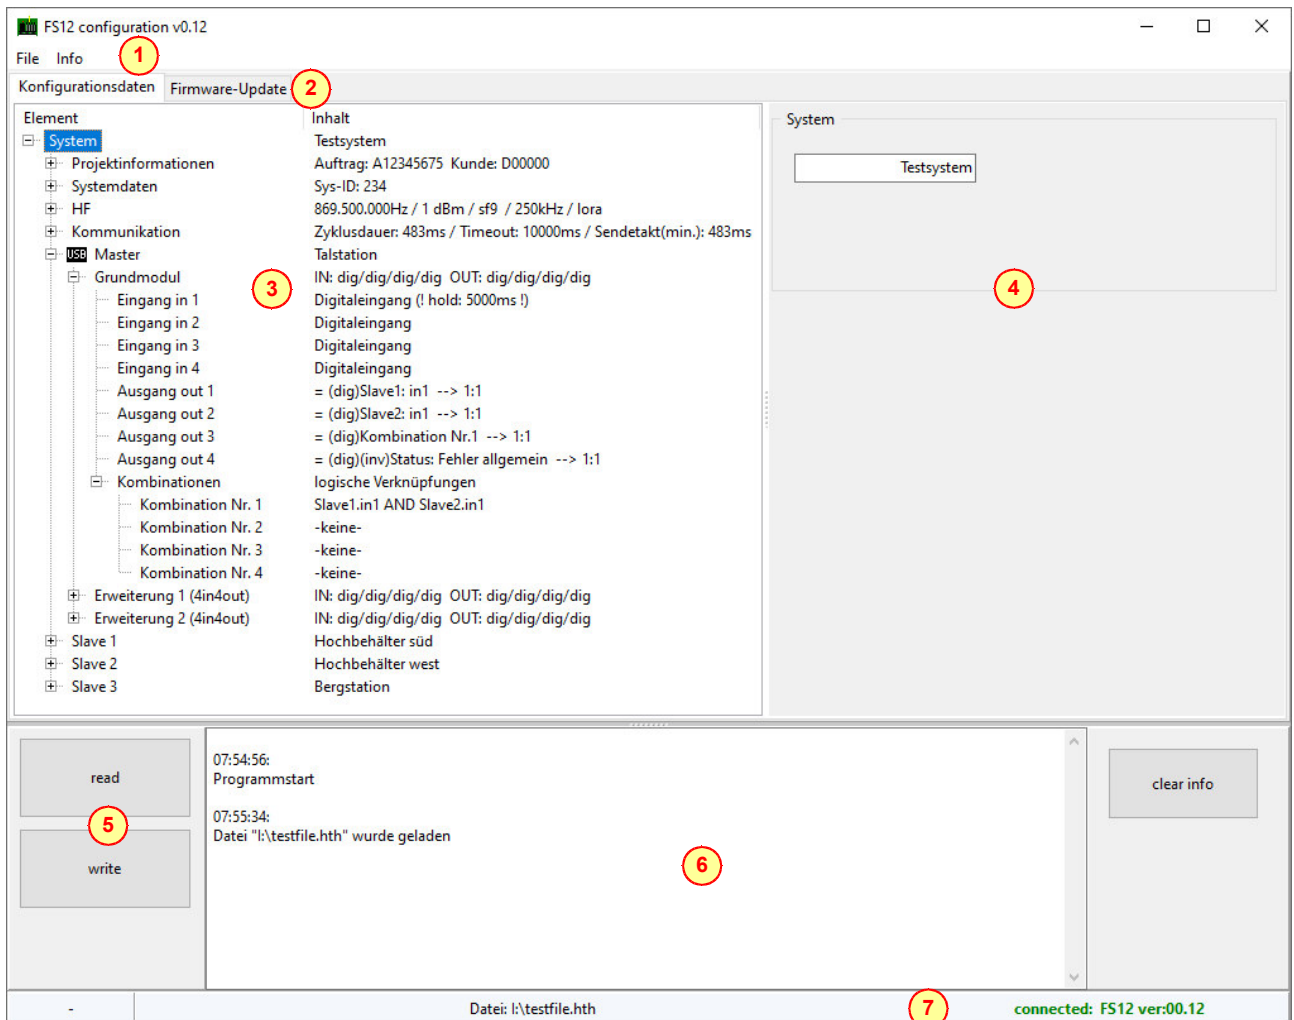 FS12 configuration v0.12
File Info
1
Konfigurationsdaten Firmware-Update 2
Element Inhalt
System Testsystem
Projektinformationen Auftrag: A12345675 Kunde: D00000
Systemdaten Sys-ID: 234
HF 869.500.000Hz / 1 dBm / sf9 / 250kHz / lora
Kommunikation Zyklusdauer: 483ms / Timeout: 10000ms / Sendetakt(min.): 483ms
USB Master Talstation
Grundmodul IN: dig/dig/dig/dig OUT: dig/dig/dig/dig
3
Eingang in 1 Digitaleingang (! hold: 5000ms !)
Eingang in 2 Digitaleingang
Eingang in 3 Digitaleingang
Eingang in 4 Digitaleingang
Ausgang out 1 = (dig)Slave1: in1 --> 1:1
Ausgang out 2 = (dig)Slave2: in1 --> 1:1
Ausgang out 3 = (dig)Kombination Nr.1 --> 1:1
Ausgang out 4 = (dig)(inv)Status: Fehler allgemein --> 1:1
Kombinationen logische Verknüpfungen
Kombination Nr. 1 Slave1.in1 AND Slave2.in1
Kombination Nr. 2 -keine-
Kombination Nr. 3 -keine-
Kombination Nr. 4 -keine-
Erweiterung 1 (4in4out) IN: dig/dig/dig/dig OUT: dig/dig/dig/dig
Erweiterung 2 (4in4out) IN: dig/dig/dig/dig OUT: dig/dig/dig/dig
Slave 1 Hochbehälter süd
Slave 2 Hochbehälter west
Slave 3 Bergstation
System
Testsystem
4
read
5
write
07:54:56:
Programmstart
07:55:34:
Datei "I:\testfile.hth" wurde geladen
6
clear info
- Datei: I:\testfile.hth 7 connected: FS12 ver:00.12